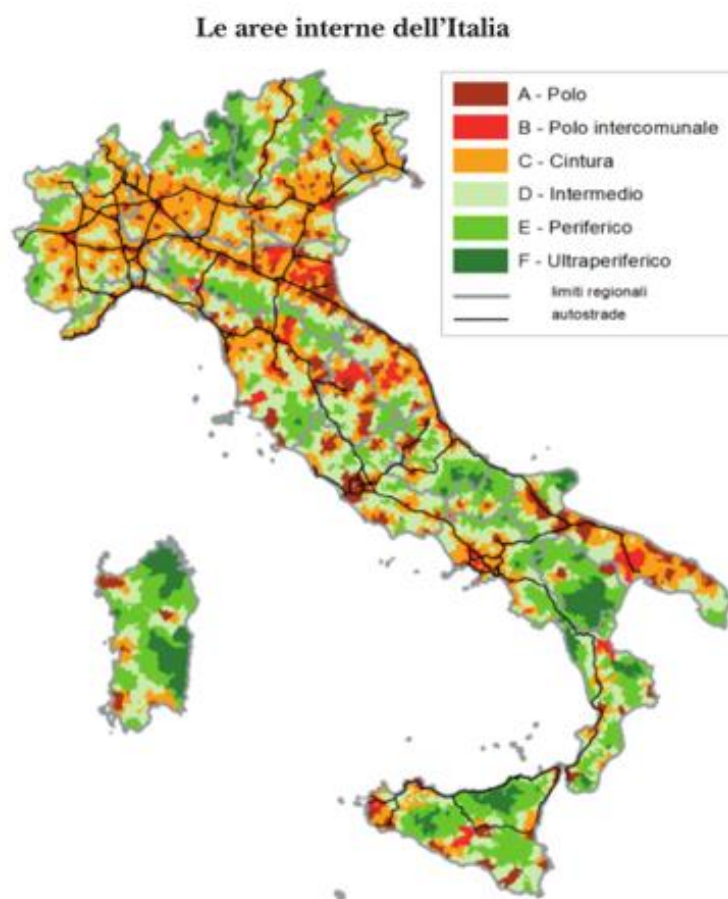 Le aree interne dell'Italia
A - Polo
B - Polo intercomunale
C - Cintura
D - Intermedio
E - Periferico
F - Ultraperiferico
limiti regionali
autostrade